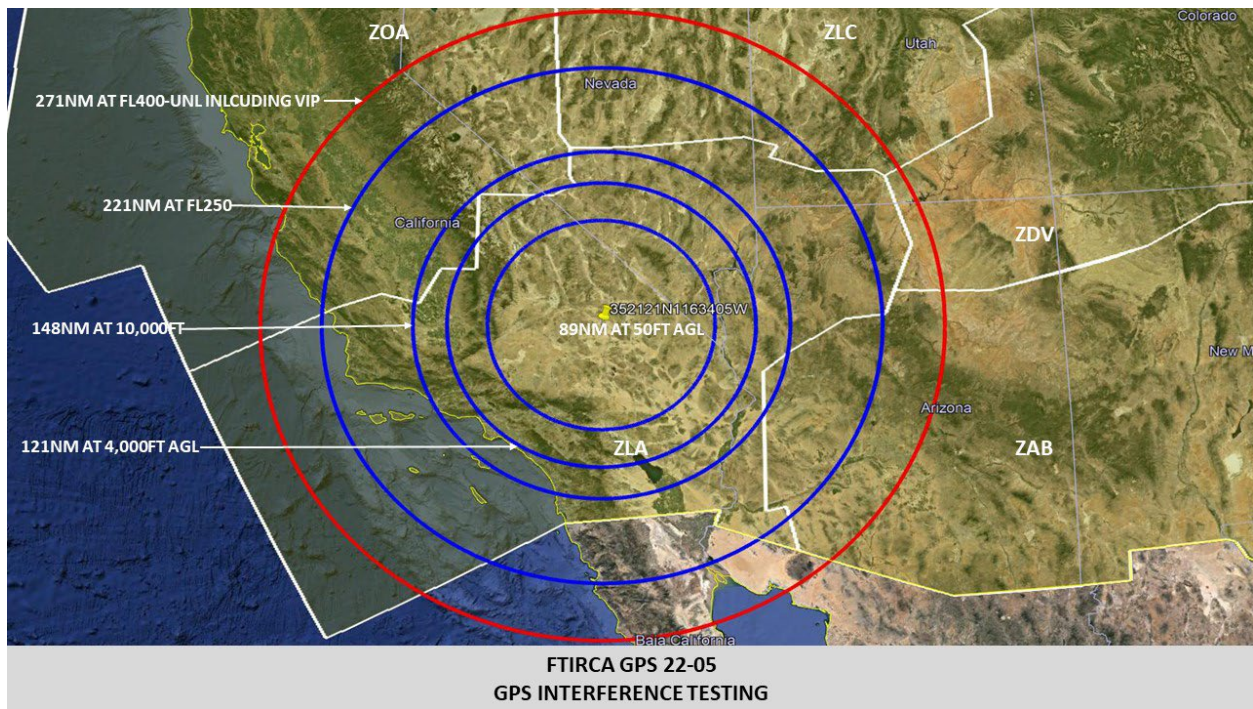 ZOA
ZLC
Colorado
Utah
Nevada
271NM AT FL400-UNL INLCUDING VIP
221NM AT FL250
California
ZDV
352121N1163405W
148NM AT 10,000FT
89NM AT 50FT AGL
New M
Arizona
121NM AT 4,000FT AGL
ZLA
ZAB
Baja California
FTIRCA GPS 22-05
GPS INTERFERENCE TESTING